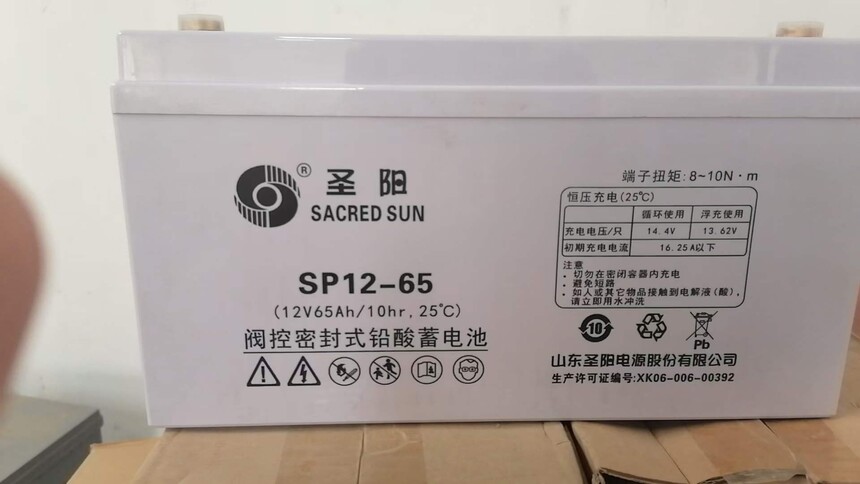 ® 圣阳
SACRED SUN
SP12-65
(12V65Ah/10hr, 25℃)
阀控密封式铅酸蓄电池
端子扭矩:8~10N·m
恒压充电(25℃)
循环使用 浮充使用
充电电压/只 14.4V 13.62V
初期充电电流 16.25A以下
注意
·切勿在密闭容器内充电
·避免短路
·如人或其它物品接触到电解液(酸),
请立即用水冲洗
10
Pb
山东圣阳电源股份有限公司
生产许可证编号:XK06-006-00392